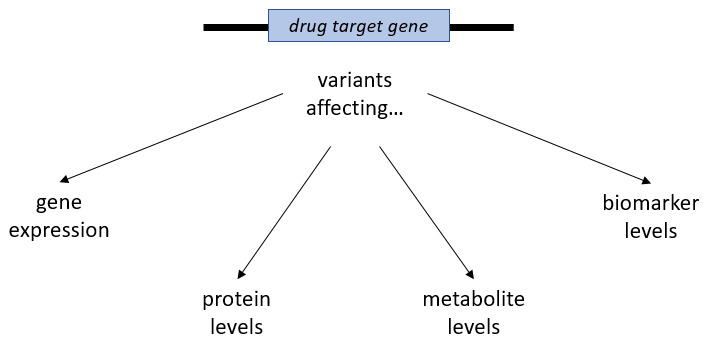 drug target gene
variants
affecting...
gene
expression
biomarker
levels
protein
levels
metabolite
levels